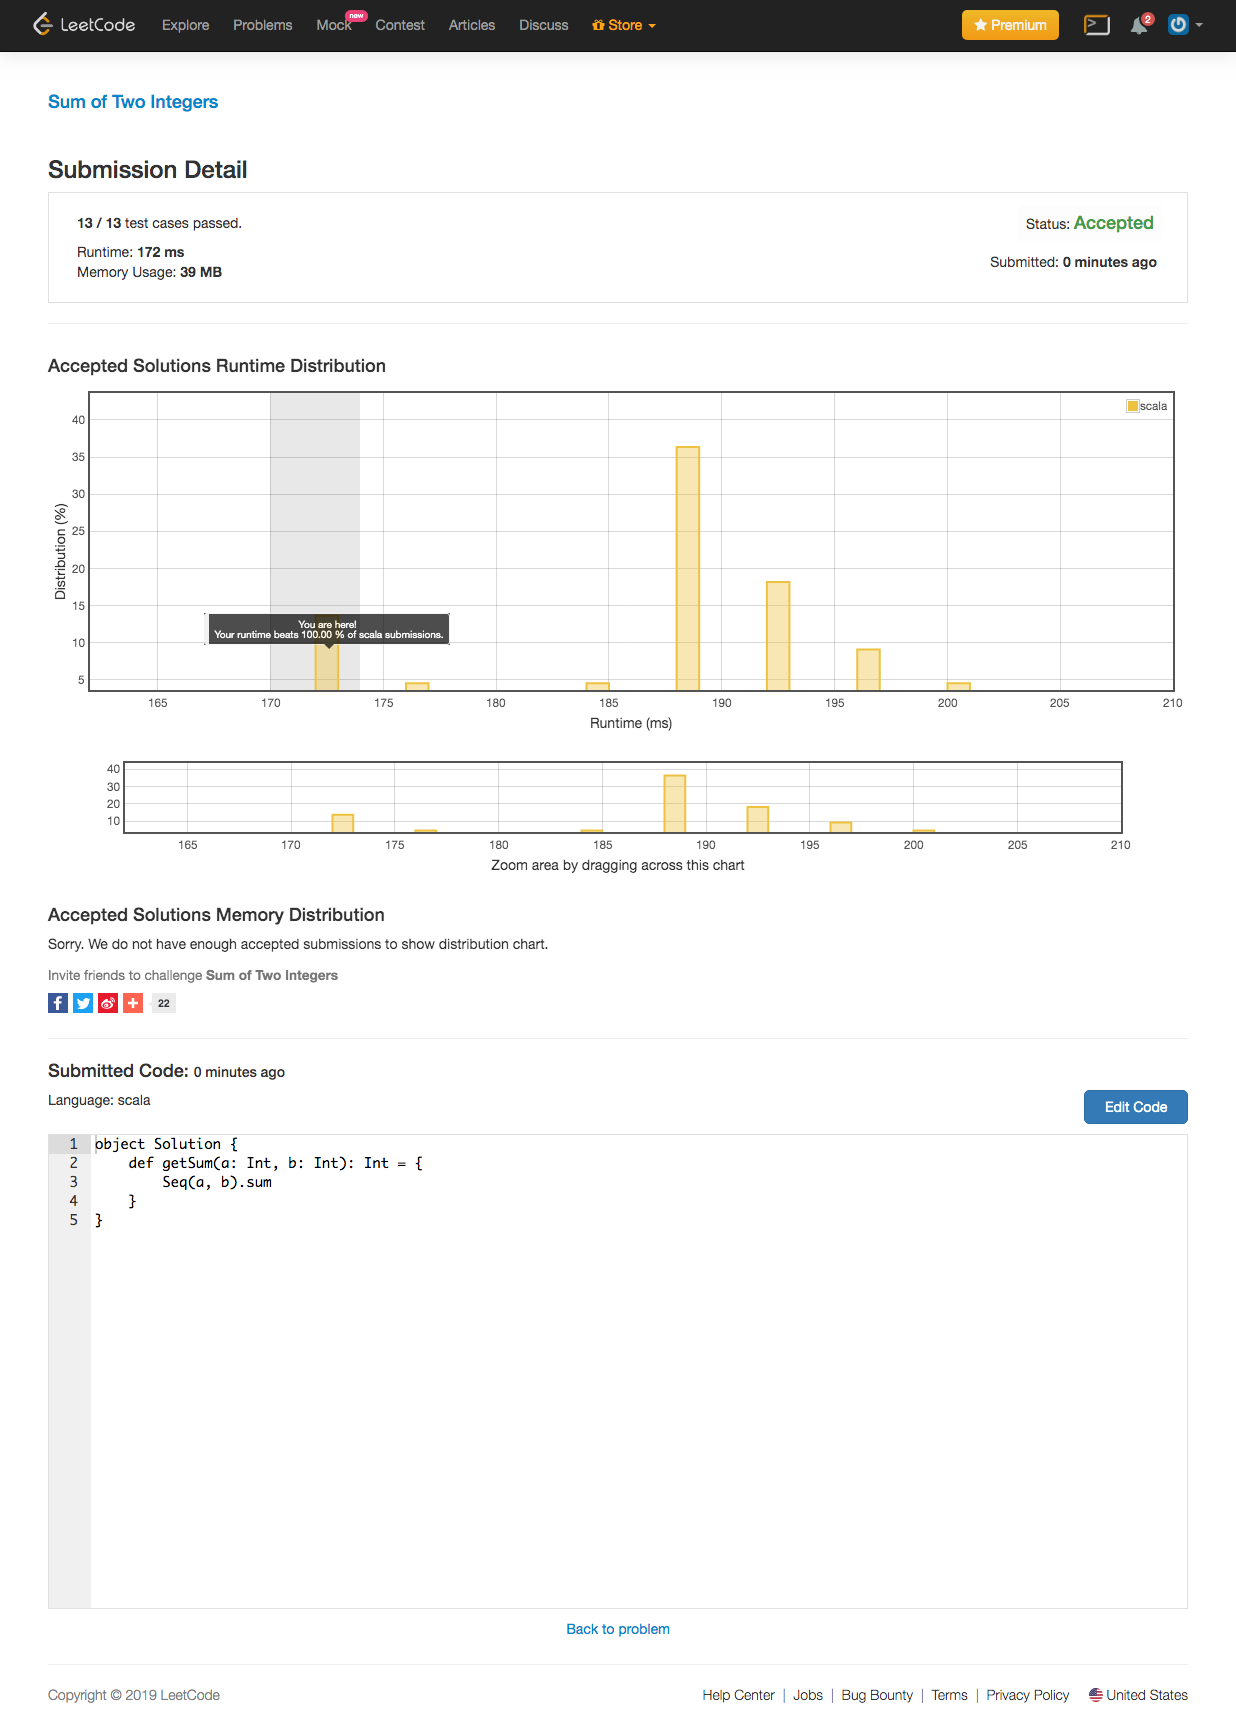 LeetCode Explore Problems Mock new Contest Articles Discuss Store Premium 2
Sum of Two Integers
Submission Detail
13 / 13 test cases passed.
Status: Accepted
Runtime: 172 ms
Submitted: 0 minutes ago
Memory Usage: 39 MB
Accepted Solutions Runtime Distribution
scala
40
35
30
25
20
15
10
5
Distribution (%)
You are here!
Your runtime beats 100.00 % of scala submissions.
165 170 175 180 185 190 195 200 205 210
Runtime (ms)
40
30
20
10
165 170 175 180 185 190 195 200 205 210
Zoom area by dragging across this chart
Accepted Solutions Memory Distribution
Sorry. We do not have enough accepted submissions to show distribution chart.
Invite friends to challenge Sum of Two Integers
22
Submitted Code: 0 minutes ago
Language: scala
Edit Code
1 object Solution {
2     def getSum(a: Int, b: Int): Int = {
3         Seq(a, b).sum
4     }
5 }
Back to problem
Copyright © 2019 LeetCode
Help Center | Jobs | Bug Bounty | Terms | Privacy Policy United States